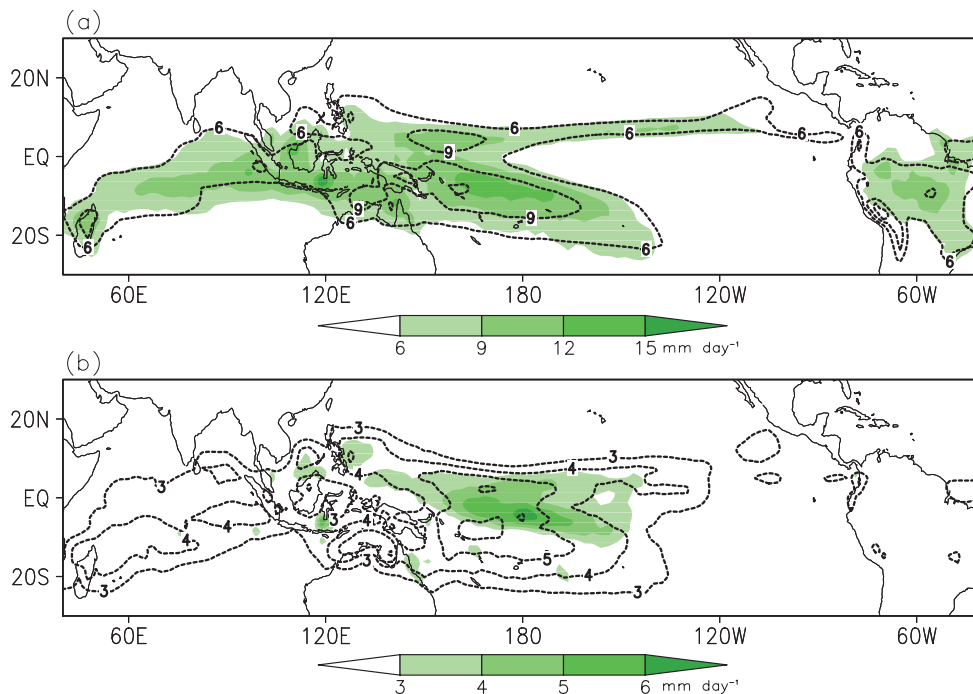 (a)
20N
EQ
20S
6 6 6 6 6 6 6 6 6 6
9 9 9
60E 120E 180 120W 60W
6 9 12 15 mm day⁻¹
(b)
20N
EQ
20S
3 3 3 3 3 3
4 4 4 4 4 4
5
60E 120E 180 120W 60W
3 4 5 6 mm day⁻¹